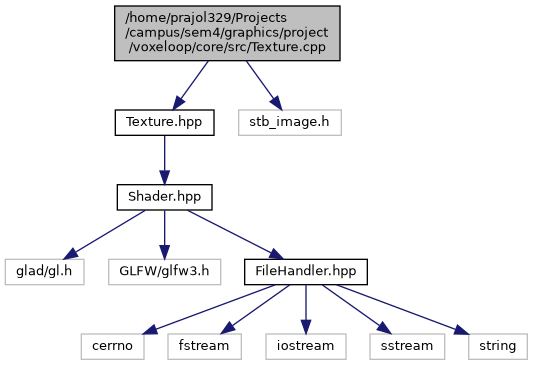 /home/prajol329/Projects
/campus/sem4/graphics/project
/voxeloop/core/src/Texture.cpp
Texture.hpp
stb_image.h
Shader.hpp
glad/gl.h
GLFW/glfw3.h
FileHandler.hpp
cerrno
fstream
iostream
sstream
string